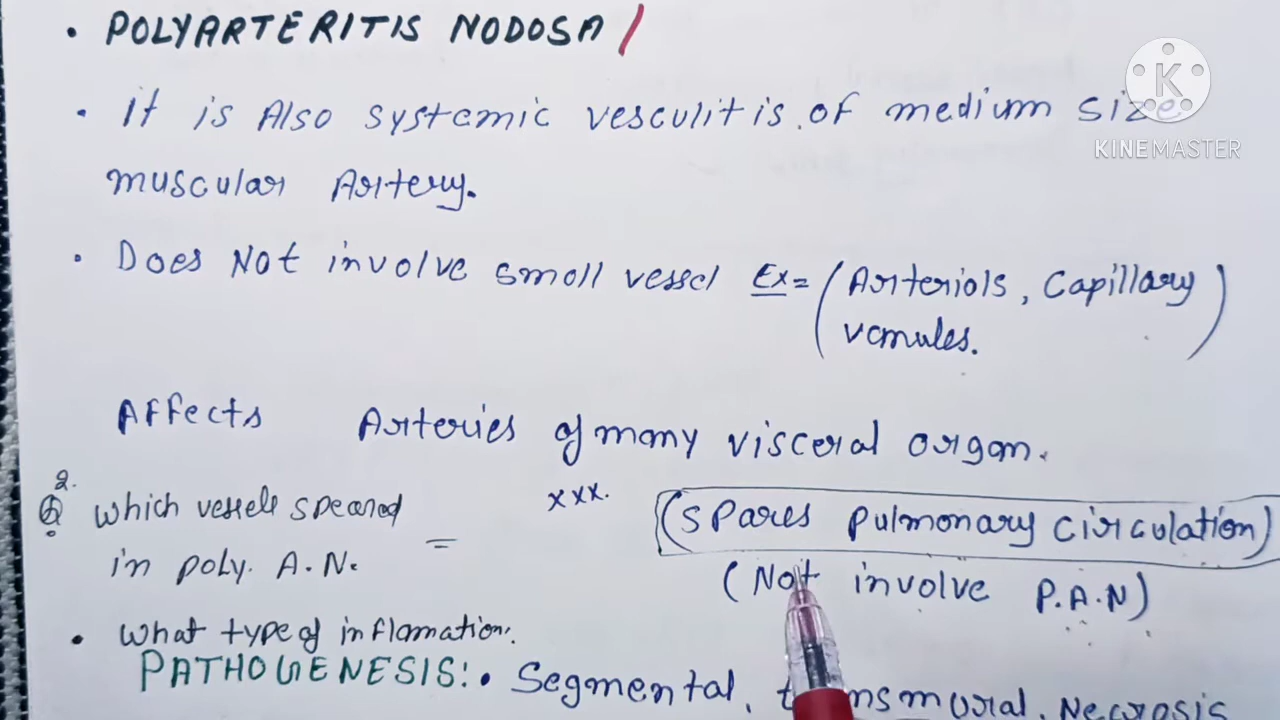 • POLYARTERITIS NODOSA /
K
KINEMASTER
• It is Also systemic vesculitis of medium size
muscular Artery.
• Does Not involve small vessel Ex= (Arteriols, Capillary
venules.)
Affects Arteries of many visceral organ.
2.
Q. which vessels speared = xxx. (spares pulmonary circulation)
in poly. A.N.
(Not involve P.A.N)
• What type of inflamation.
PATHOGENESIS: • Segmental, transmural, Necrosis